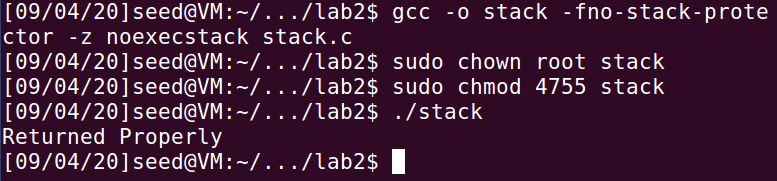 [09/04/20]seed@VM:~/.../lab2$ gcc -o stack -fno-stack-prote
ctor -z noexecstack stack.c
[09/04/20]seed@VM:~/.../lab2$ sudo chown root stack
[09/04/20]seed@VM:~/.../lab2$ sudo chmod 4755 stack
[09/04/20]seed@VM:~/.../lab2$ ./stack
Returned Properly
[09/04/20]seed@VM:~/.../lab2$